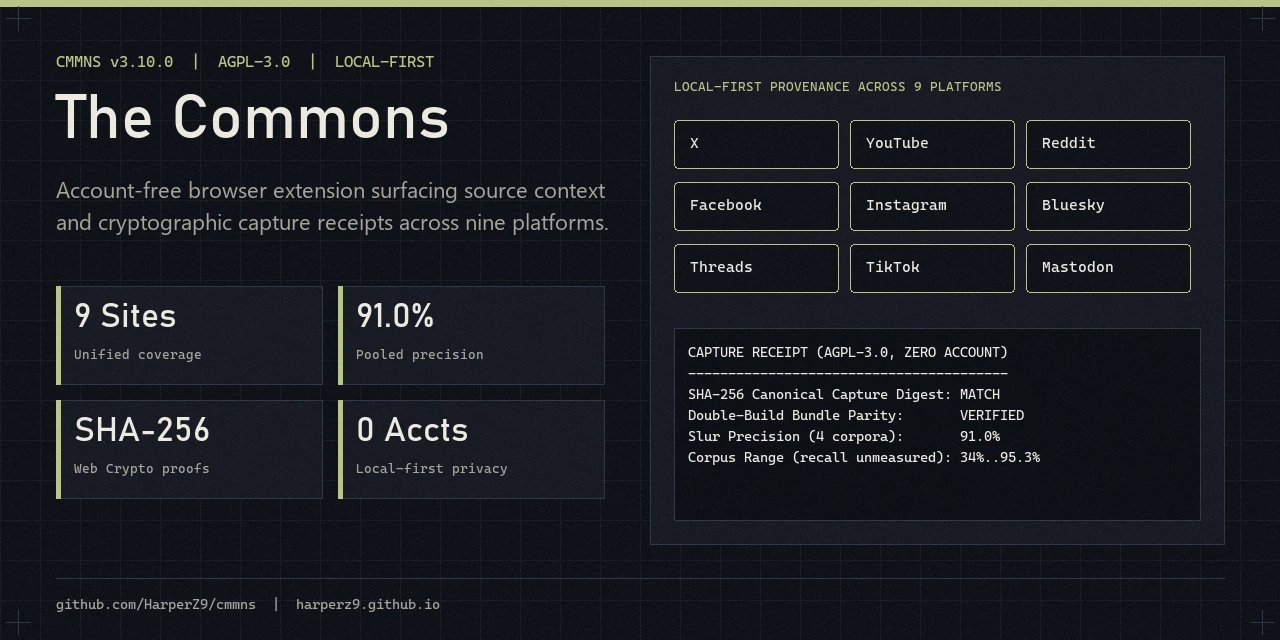 CMMNS v3.10.0 | AGPL-3.0 | LOCAL-FIRST
The Commons
Account-free browser extension surfacing source context
and cryptographic capture receipts across nine platforms.
9 Sites
Unified coverage
91.0%
Pooled precision
SHA-256
Web Crypto proofs
0 Accts
Local-first privacy
LOCAL-FIRST PROVENANCE ACROSS 9 PLATFORMS
X
YouTube
Reddit
Facebook
Instagram
Bluesky
Threads
TikTok
Mastodon
CAPTURE RECEIPT (AGPL-3.0, ZERO ACCOUNT)
----------------------------------------
SHA-256 Canonical Capture Digest: MATCH
Double-Build Bundle Parity: VERIFIED
Slur Precision (4 corpora): 91.0%
Corpus Range (recall unmeasured): 34%..95.3%
github.com/HarperZ9/cmmns | harperz9.github.io